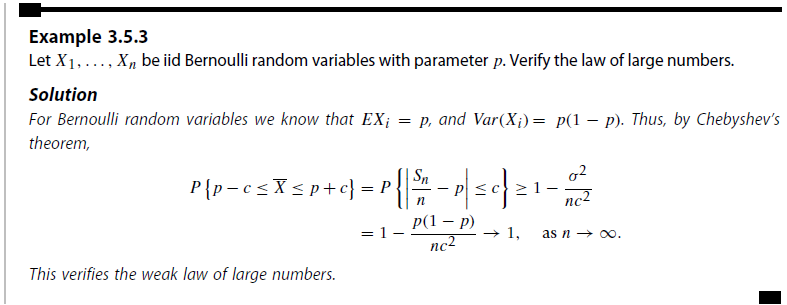 Example 3.5.3
Let X₁, . . . , Xₙ be iid Bernoulli random variables with parameter p. Verify the law of large numbers.
Solution
For Bernoulli random variables we know that EXᵢ = p, and Var(Xᵢ) = p(1 − p). Thus, by Chebyshev's
theorem,
P{p − c ≤ X̅ ≤ p + c} = P{|Sₙ/n − p| ≤ c} ≥ 1 − σ²/nc²
= 1 − p(1 − p)/nc² → 1, as n → ∞.
This verifies the weak law of large numbers.